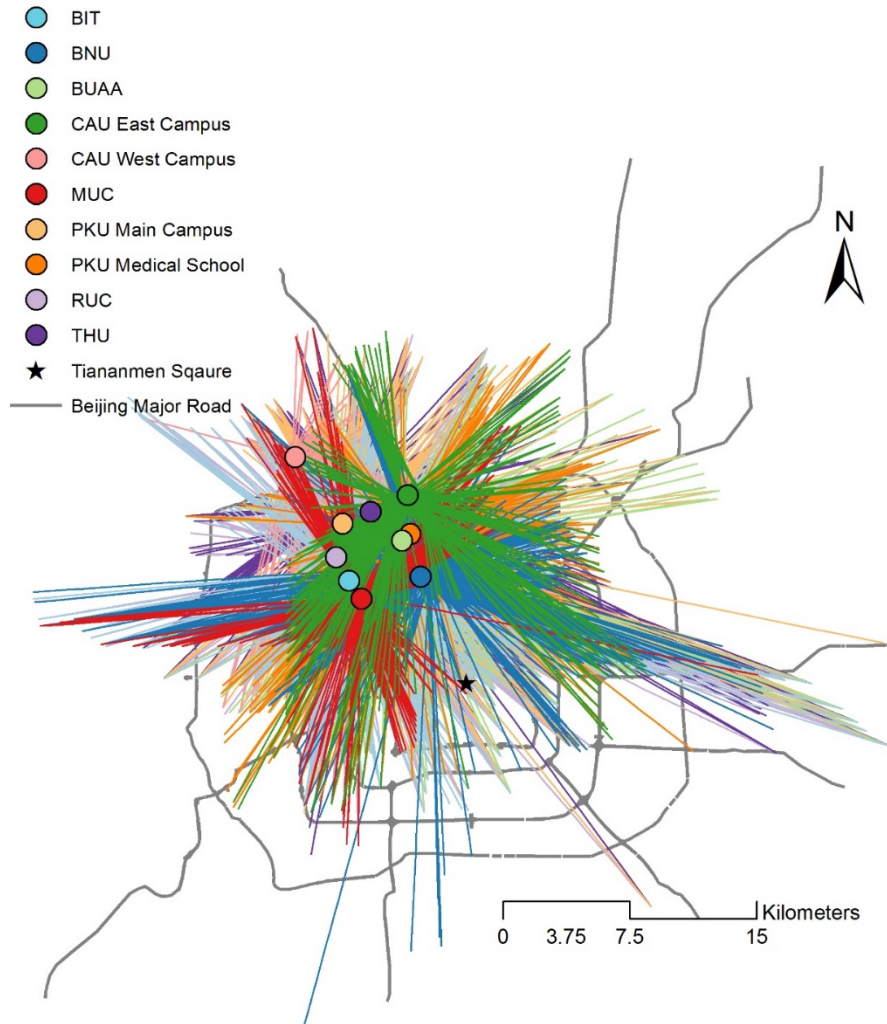 BIT
BNU
BUAA
CAU East Campus
CAU West Campus
MUC
PKU Main Campus
PKU Medical School
RUC
THU
Tiananmen Sqaure
Beijing Major Road
N
Kilometers
0 3.75 7.5 15